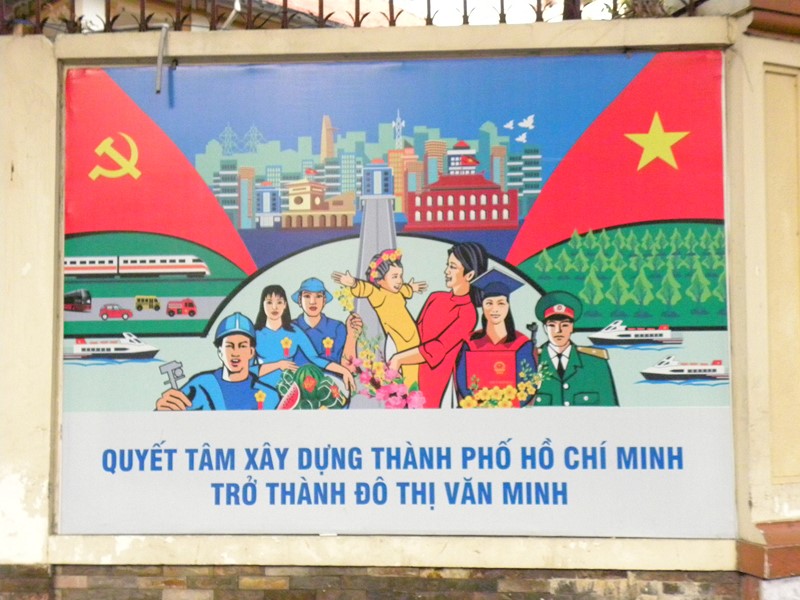 QUYẾT TÂM XÂY DỰNG THÀNH PHỐ HỒ CHÍ MINH
TRỞ THÀNH ĐÔ THỊ VĂN MINH